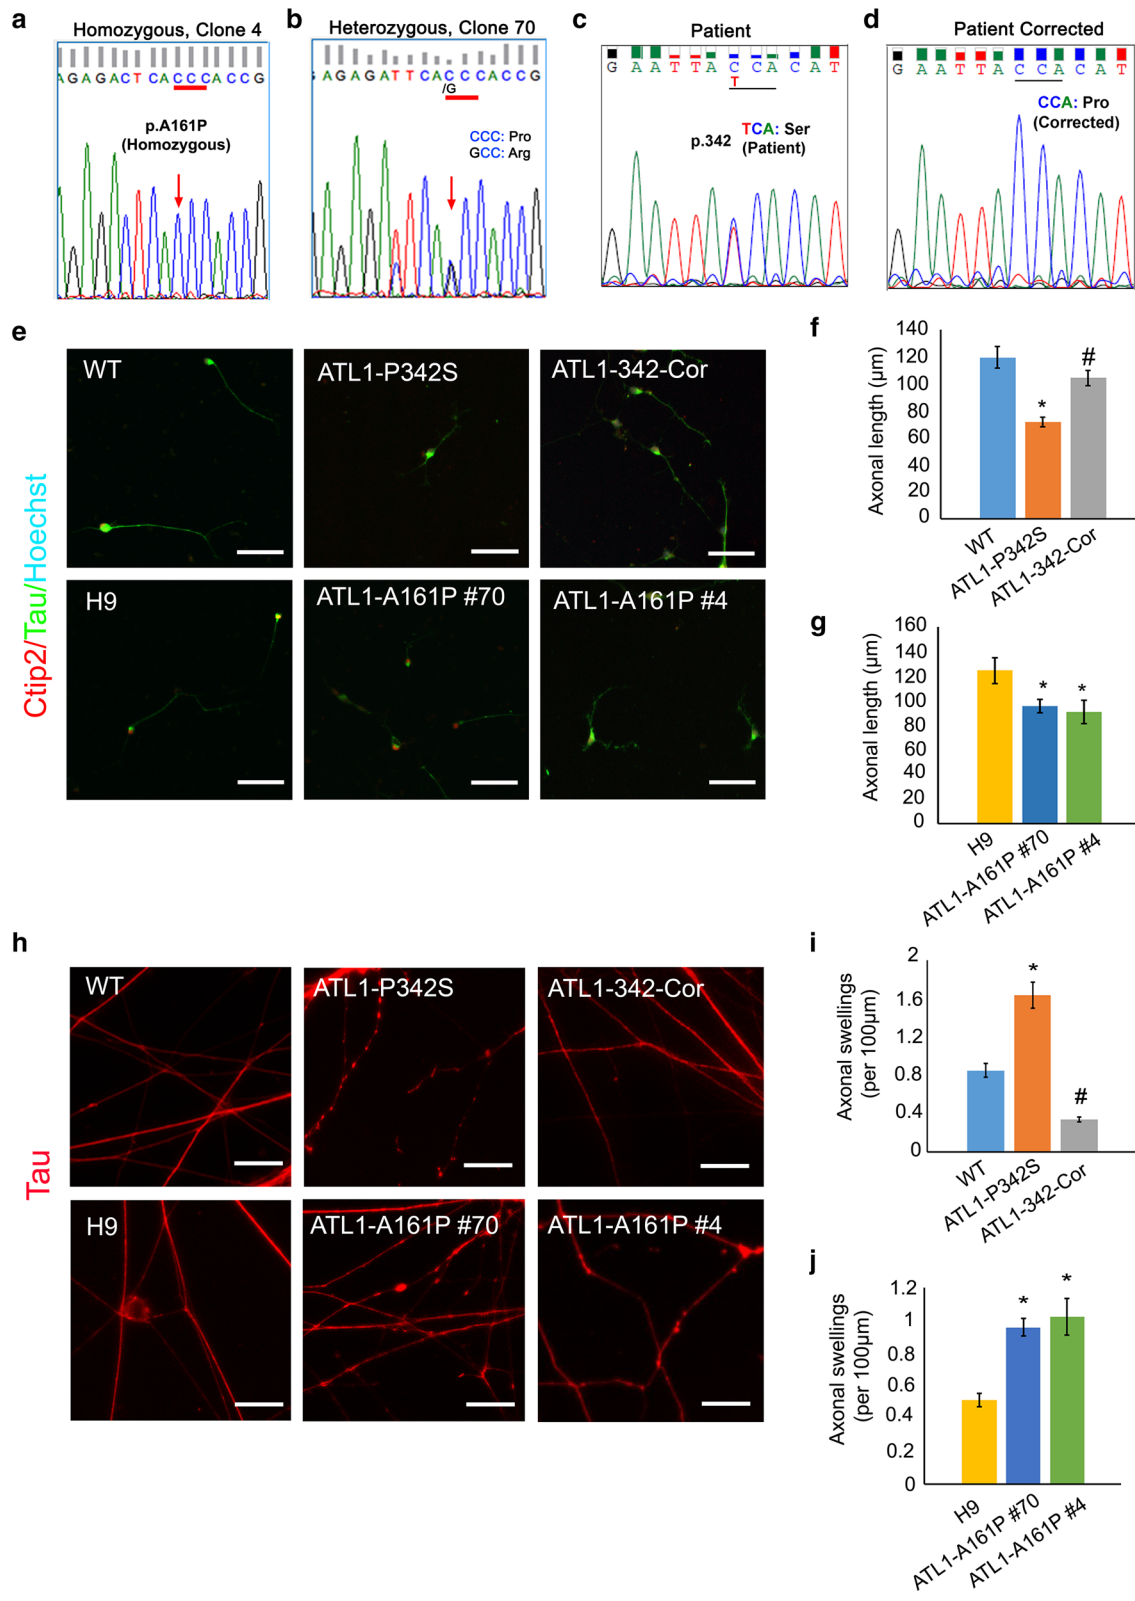 a
Homozygous, Clone 4
AGAGACTCACCCACCG
p.A161P
(Homozygous)
b
Heterozygous, Clone 70
GAGAGATTCACCCACCG
/G
CCC: Pro
GCC: Arg
c
Patient
GAATTACCACAT
T
p.342
TCA: Ser
(Patient)
d
Patient Corrected
GAATTACCACAT
CCA: Pro
(Corrected)
e
Ctip2/Tau/Hoechst
WT
ATL1-P342S
ATL1-342-Cor
H9
ATL1-A161P #70
ATL1-A161P #4
f
Axonal length (µm)
140
120
100
80
60
40
20
0
*
#
WT
ATL1-P342S
ATL1-342-Cor
g
Axonal length (µm)
160
140
120
100
80
60
40
20
0
*
*
H9
ATL1-A161P #70
ATL1-A161P #4
h
Tau
WT
ATL1-P342S
ATL1-342-Cor
H9
ATL1-A161P #70
ATL1-A161P #4
i
Axonal swellings
(per 100µm)
2
1.6
1.2
0.8
0.4
0
*
#
WT
ATL1-P342S
ATL1-342-Cor
j
Axonal swellings
(per 100µm)
1.2
1
0.8
0.6
0.4
0.2
0
*
*
H9
ATL1-A161P #70
ATL1-A161P #4